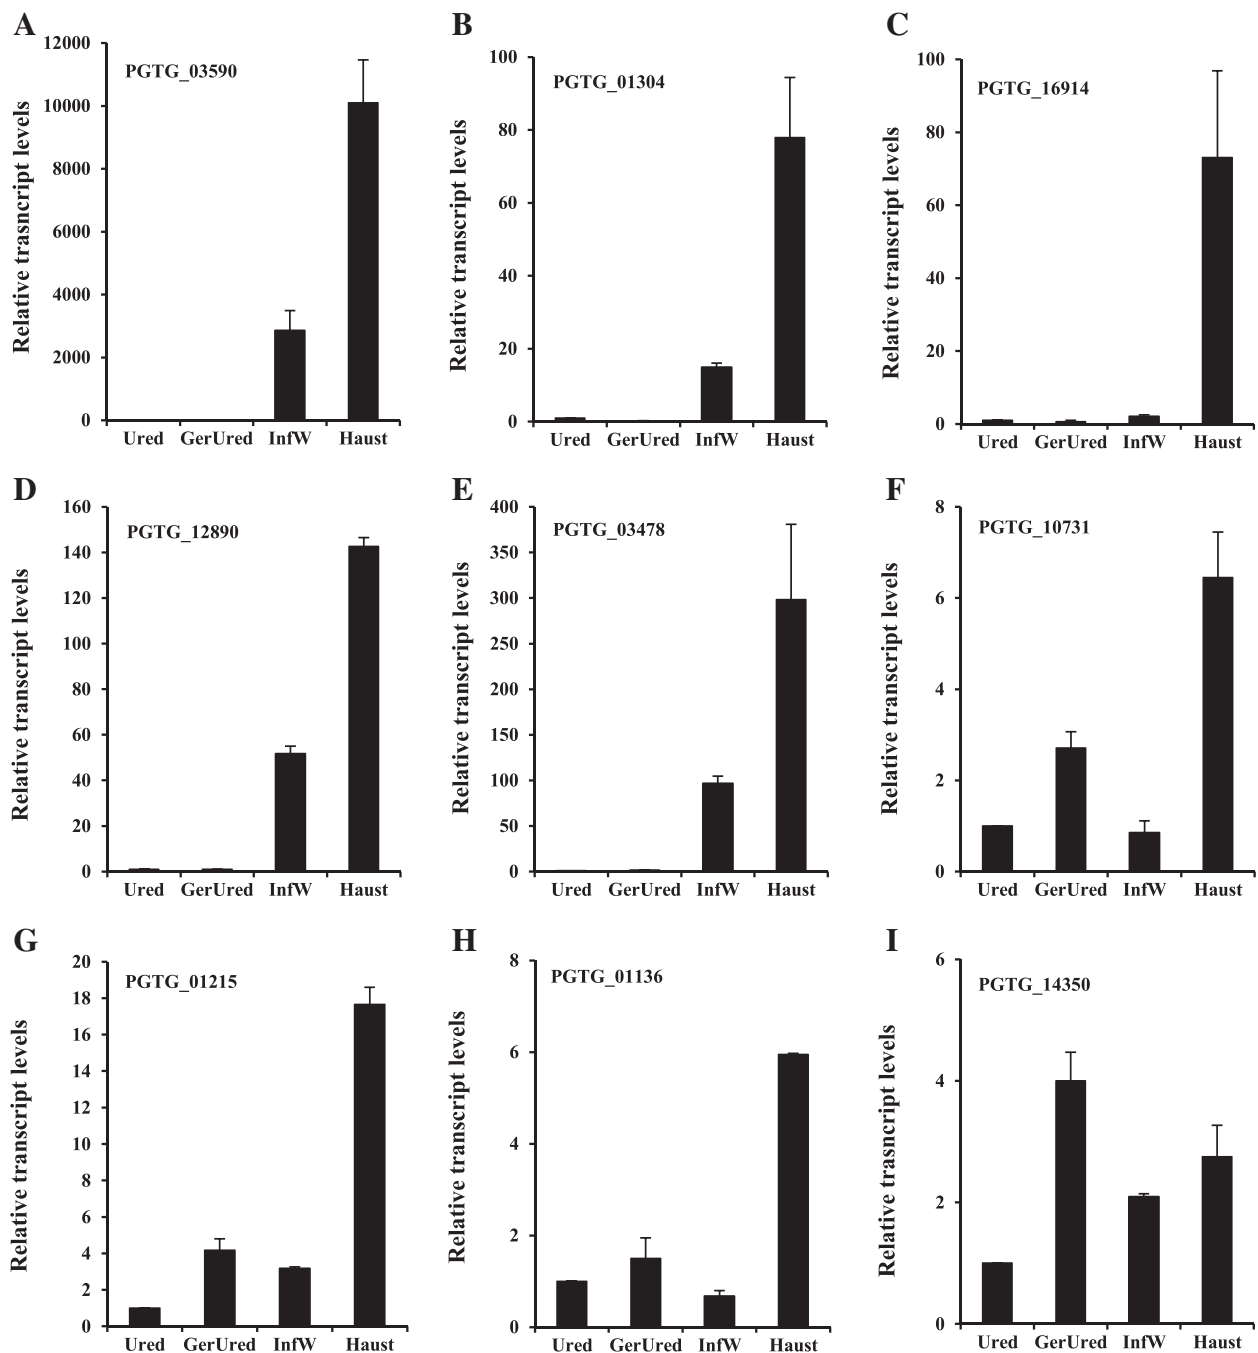 A
PGTG_03590
Relative trasncript levels
12000
10000
8000
6000
4000
2000
0
Ured GerUred InfW Haust
B
PGTG_01304
Relative transcript levels
100
80
60
40
20
0
Ured GerUred InfW Haust
C
PGTG_16914
Relative transcript levels
100
80
60
40
20
0
Ured GerUred InfW Haust
D
PGTG_12890
Relative transcript levels
160
140
120
100
80
60
40
20
0
Ured GerUred InfW Haust
E
PGTG_03478
Relative transcript levels
400
350
300
250
200
150
100
50
0
Ured GerUred InfW Haust
F
PGTG_10731
Relative transcript levels
8
6
4
2
0
Ured GerUred InfW Haust
G
PGTG_01215
Relative transcript levels
20
18
16
14
12
10
8
6
4
2
0
Ured GerUred InfW Haust
H
PGTG_01136
Relative transcript levels
8
6
4
2
0
Ured GerUred InfW Haust
I
PGTG_14350
Relative trasncript levels
6
4
2
0
Ured GerUred InfW Haust